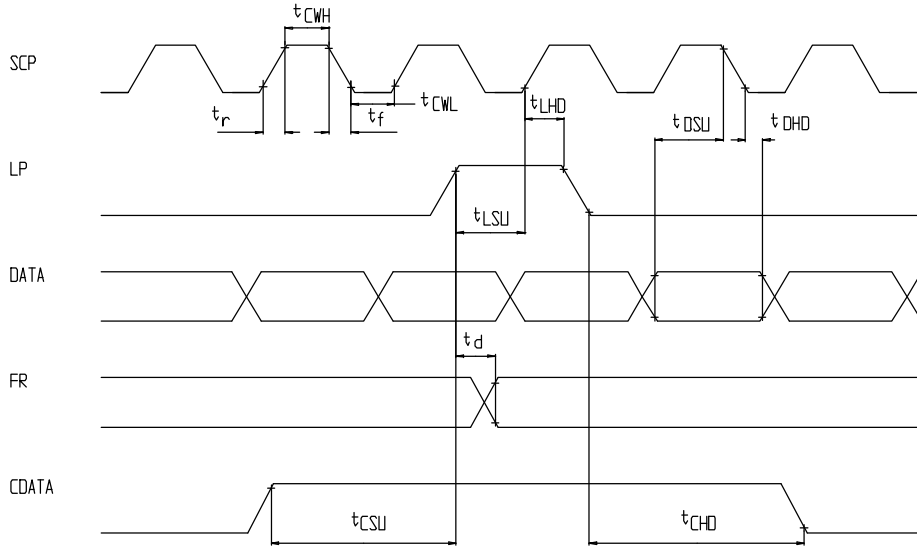 tCWH
SCP
tCWL
tr
tf
tLHD
tDSU
tDHD
LP
tLSU
DATA
td
FR
CDATA
tCSU
tCHD